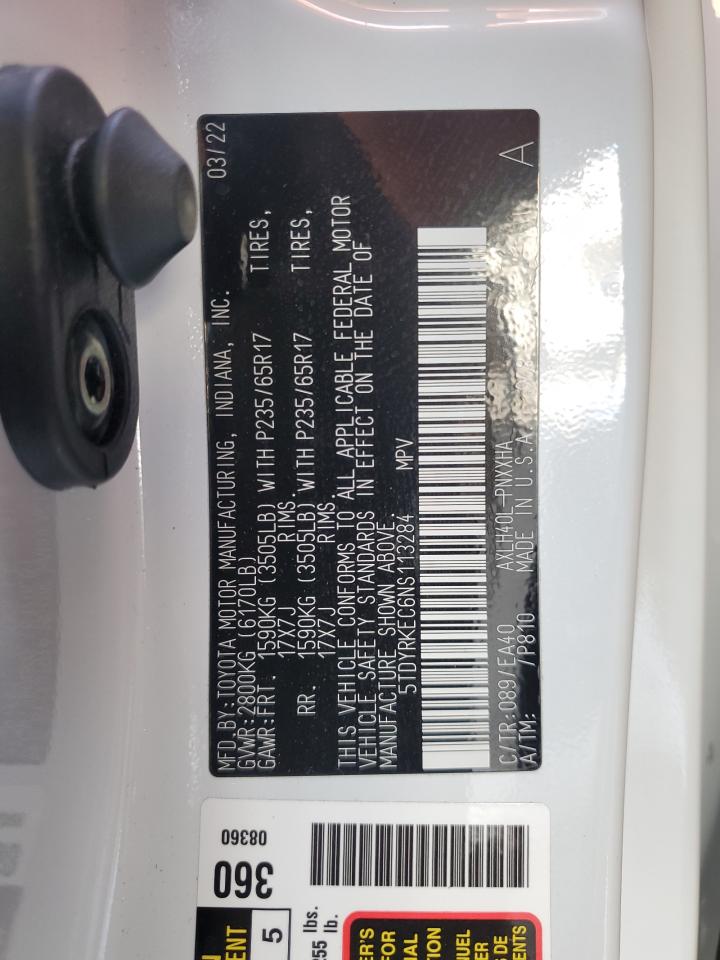 MFD.BY:TOYOTA MOTOR MANUFACTURING, INDIANA, INC. 03/22
GVWR:2800KG (6170LB)
GAWR:FRT. 1590KG (3505LB) WITH P235/65R17 TIRES,
17X7J RIMS.
RR. 1590KG (3505LB) WITH P235/65R17 TIRES,
17X7J RIMS.
THIS VEHICLE CONFORMS TO ALL APPLICABLE FEDERAL MOTOR
VEHICLE SAFETY STANDARDS IN EFFECT ON THE DATE OF
MANUFACTURE SHOWN ABOVE.
5TDYRKEC6NS113284 MPV
C/TR:089/EA40 AXLH40L-PNXXHA
A/TM: /P810 MADE IN U.S.A.
A
360
08360
5
255 lbs.
lb.